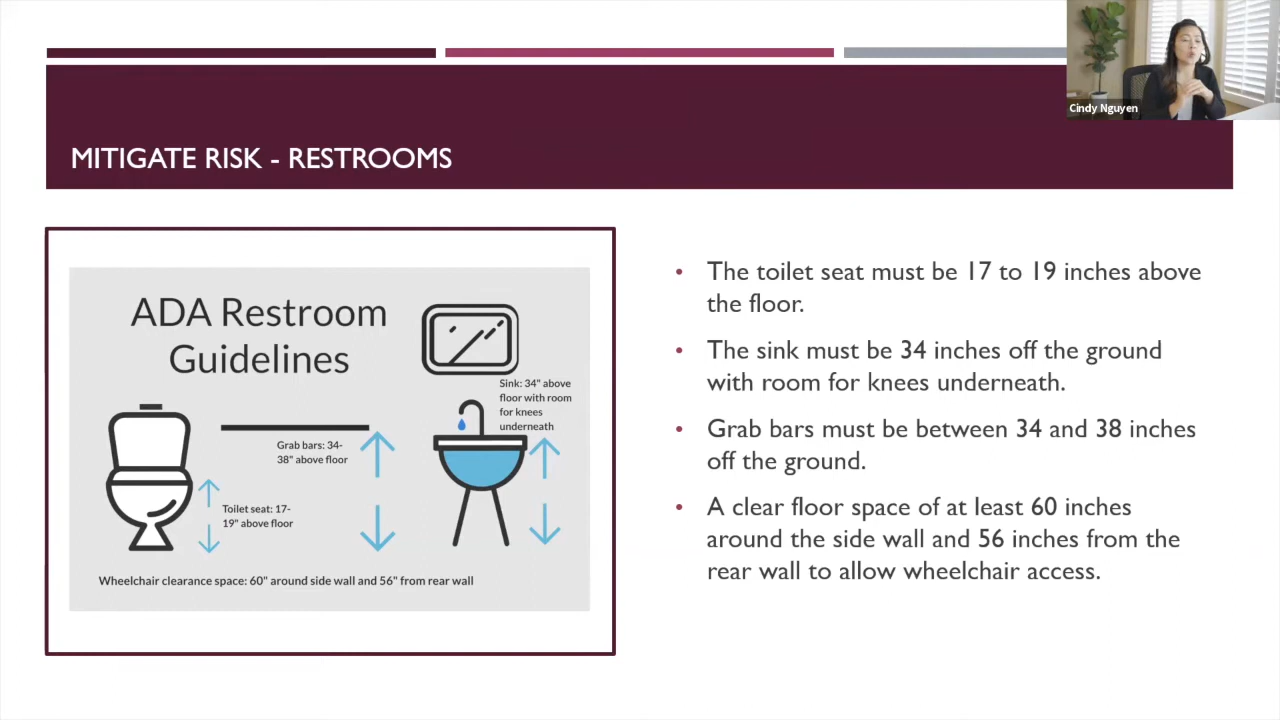 Cindy Nguyen
MITIGATE RISK - RESTROOMS
ADA Restroom
Guidelines
Sink: 34" above
floor with room
for knees
underneath
Grab bars: 34-
38" above floor
Toilet seat: 17-
19" above floor
Wheelchair clearance space: 60" around side wall and 56" from rear wall
• The toilet seat must be 17 to 19 inches above
the floor.
• The sink must be 34 inches off the ground
with room for knees underneath.
• Grab bars must be between 34 and 38 inches
off the ground.
• A clear floor space of at least 60 inches
around the side wall and 56 inches from the
rear wall to allow wheelchair access.